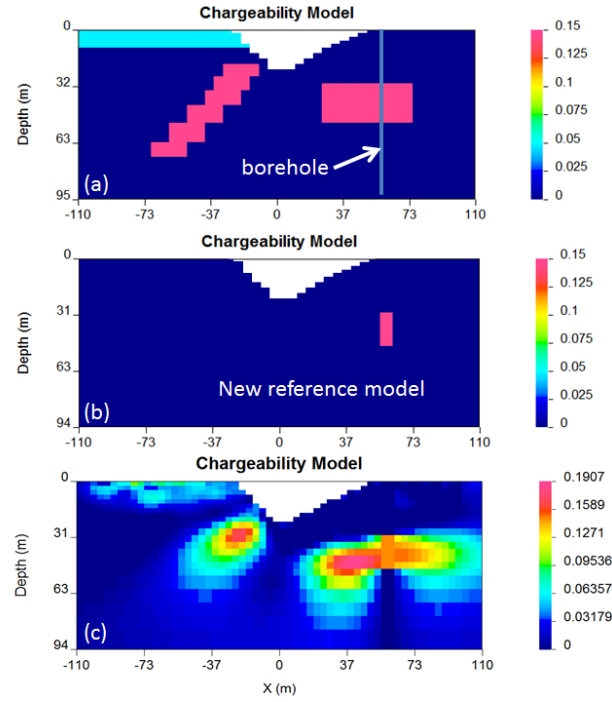 Chargeability Model
0
32
63
95
Depth (m)
(a)
borehole
-110 -73 -37 0 37 73 110
0.15
0.125
0.1
0.075
0.05
0.025
0
Chargeability Model
0
31
63
94
Depth (m)
(b)
New reference model
-110 -73 -37 0 37 73 110
0.15
0.125
0.1
0.075
0.05
0.025
0
Chargeability Model
0
31
63
94
Depth (m)
(c)
-110 -73 -37 0 37 73 110
X (m)
0.1907
0.1589
0.1271
0.09536
0.06357
0.03179
0